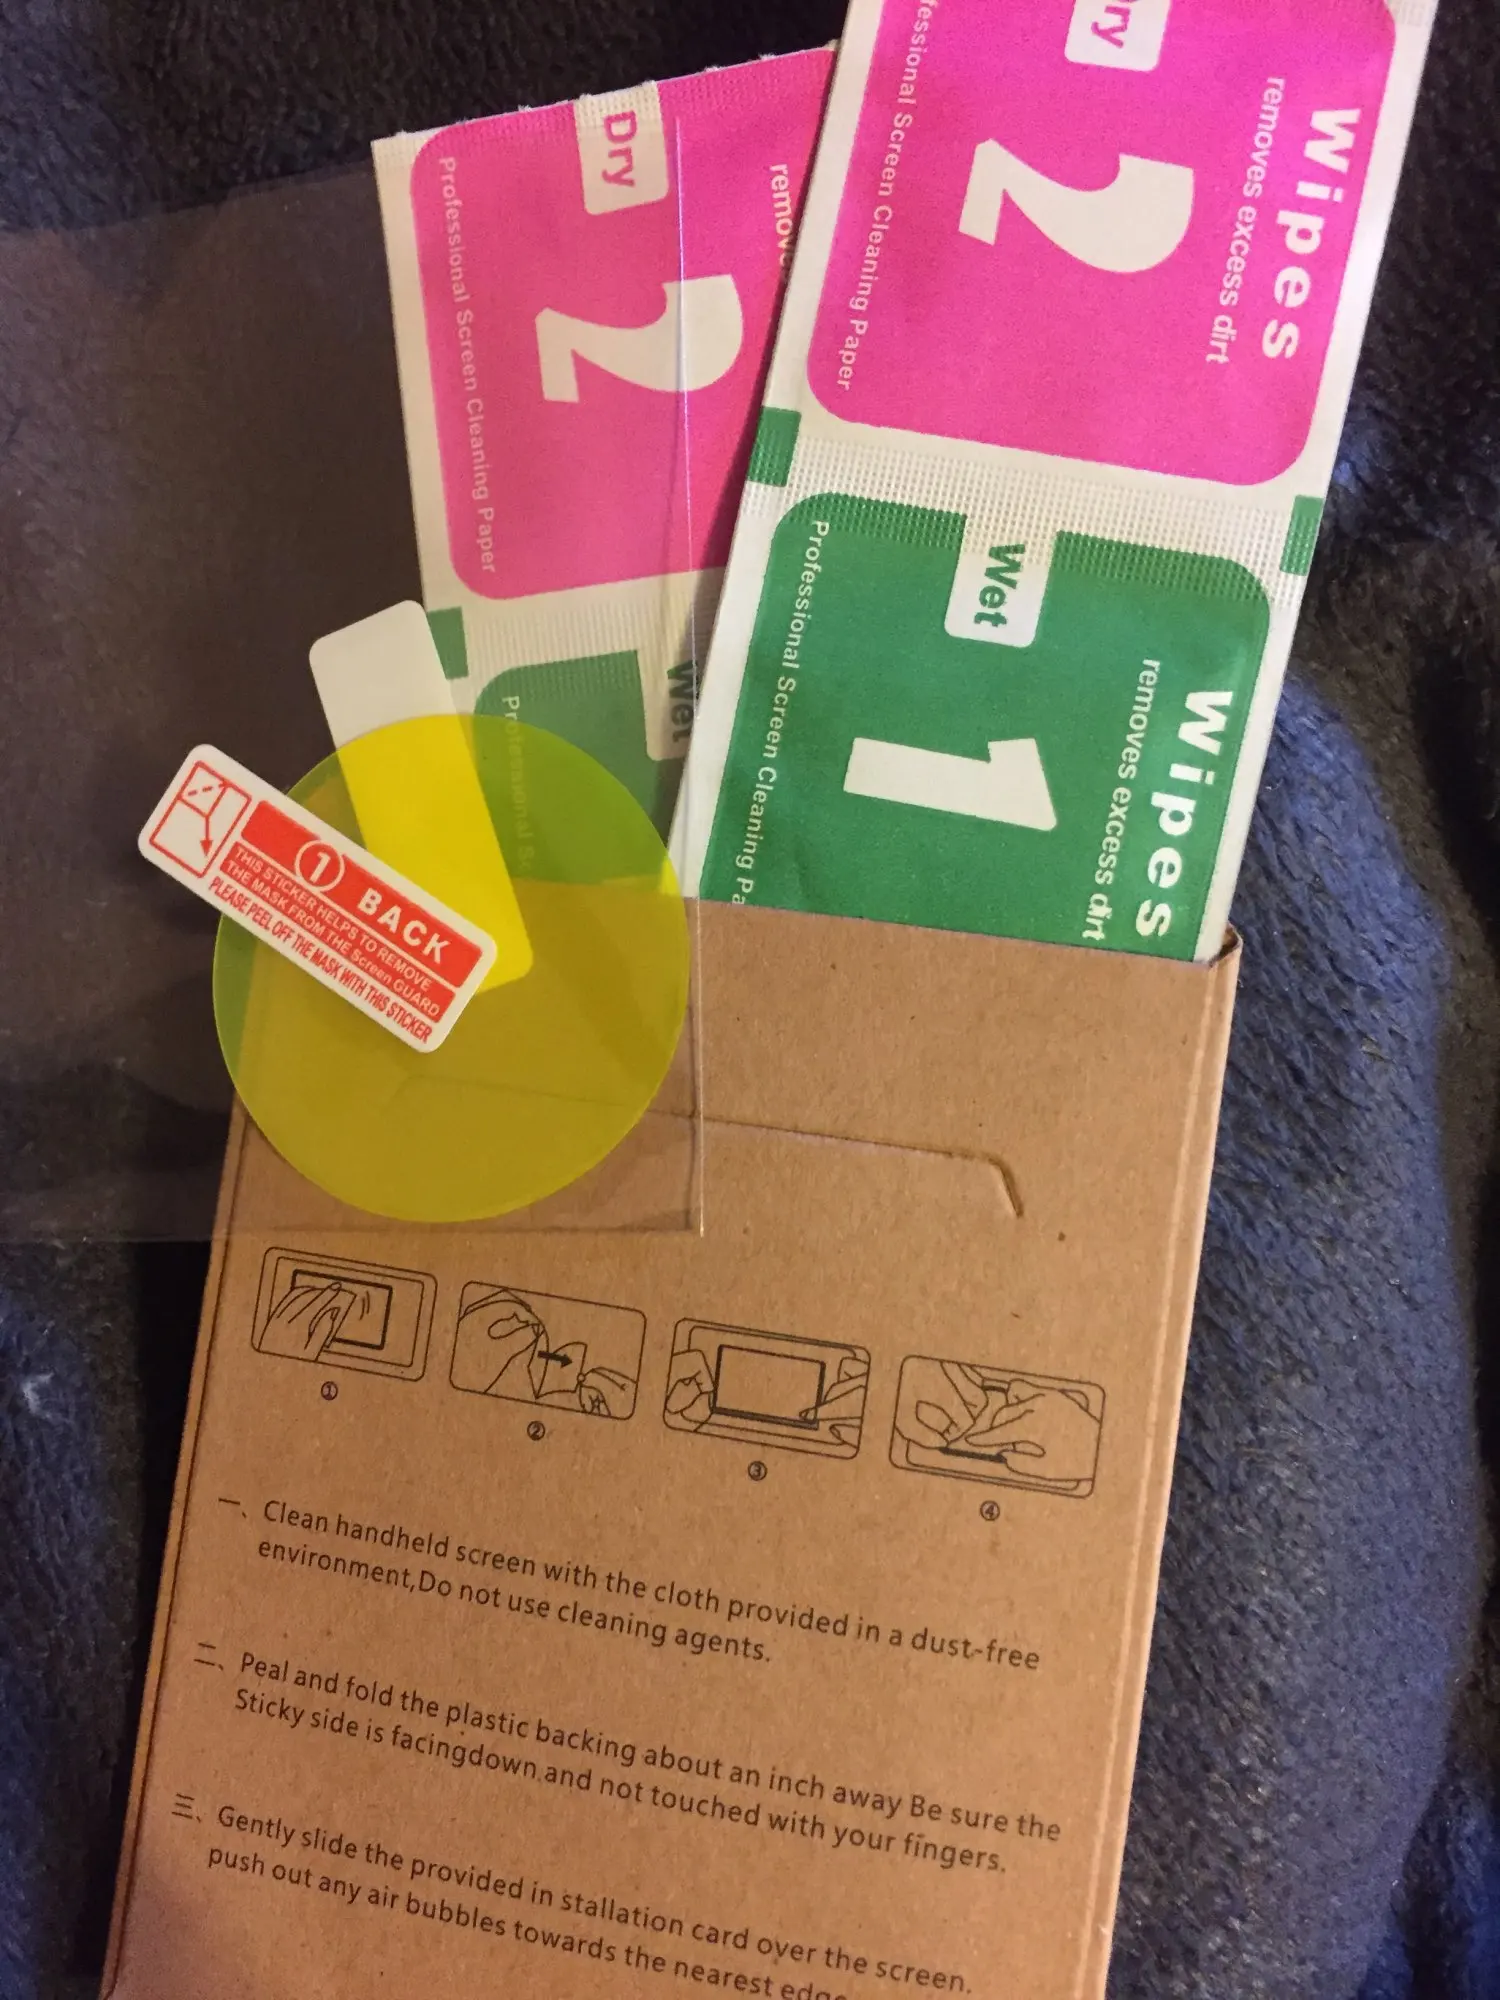 Dry
Professional Screen Cleaning Paper
2
Wet
ry
Screen Cleaning Paper
2
Wipes
removes excess dirt
Wet
Professional Screen Cleaning
1
Wipes
removes excess dirt
1 BACK
THIS STICKER HELPS TO REMOVE
THE MASK FROM THE Screen GUARD
PLEASE PEEL OFF THE MASK WITH THIS STICKER
① ② ③ ④
一、Clean handheld screen with the cloth provided in a dust-free
environment,Do not use cleaning agents.
二、Peal and fold the plastic backing about an inch away Be sure the
Sticky side is facingdown,and not touched with your fingers.
三、Gently slide the provided in stallation card over the screen.
push out any air bubbles towards the nearest edge